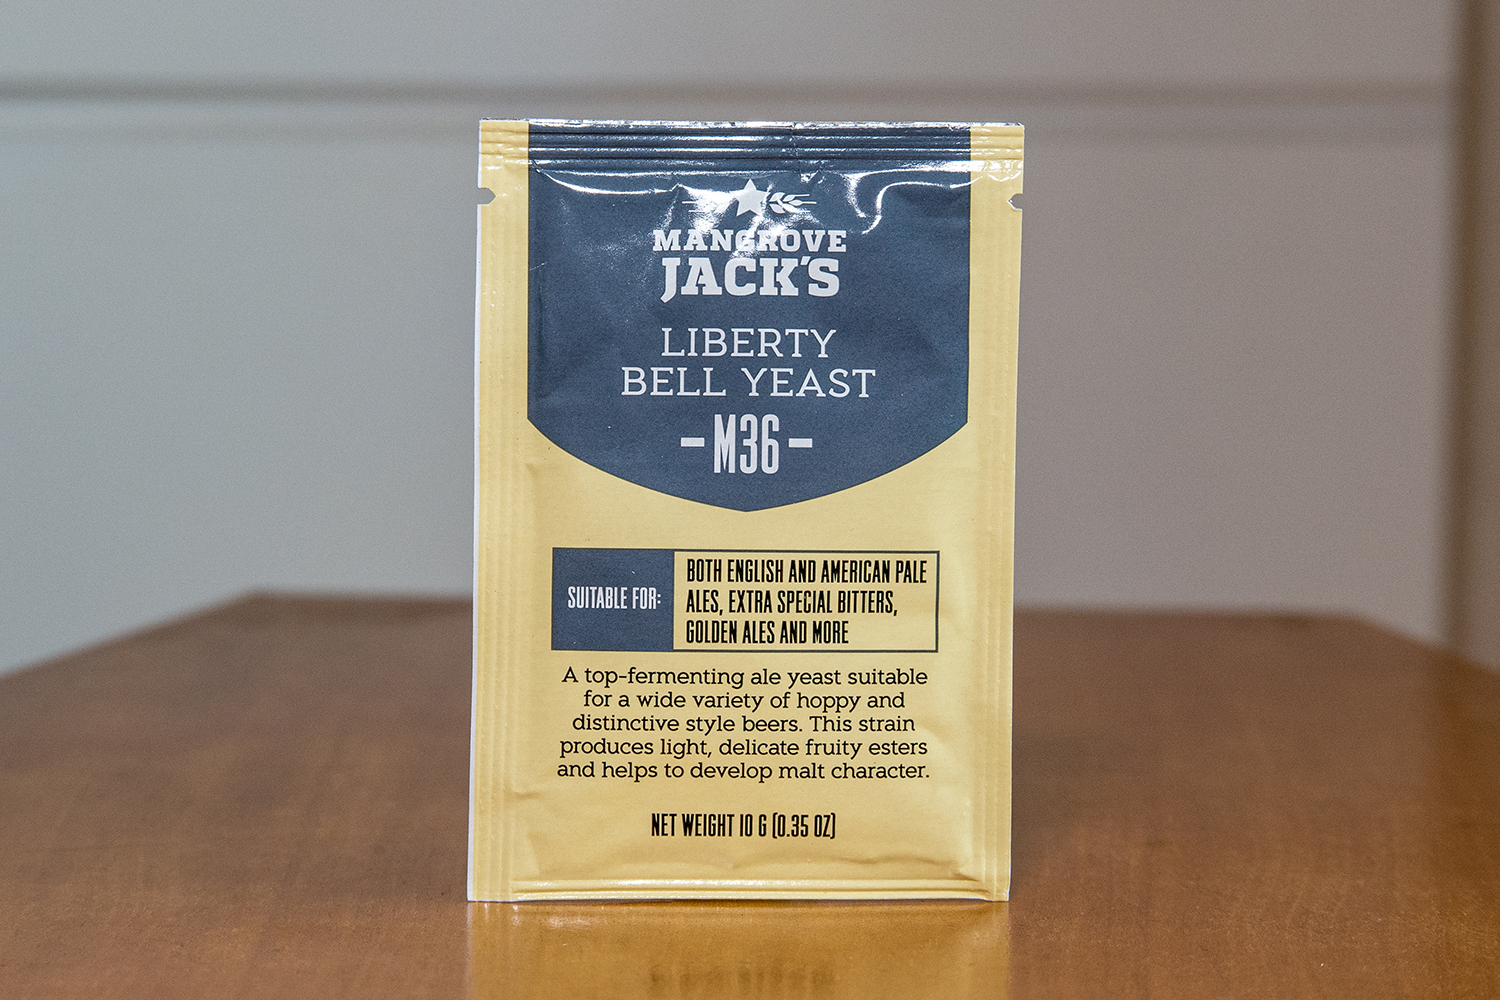 MANGROVE
JACK'S
LIBERTY
BELL YEAST
-M36-
SUITABLE FOR:
BOTH ENGLISH AND AMERICAN PALE
ALES, EXTRA SPECIAL BITTERS,
GOLDEN ALES AND MORE
A top-fermenting ale yeast suitable
for a wide variety of hoppy and
distinctive style beers. This strain
produces light, delicate fruity esters
and helps to develop malt character.
NET WEIGHT 10 G (0.35 OZ)